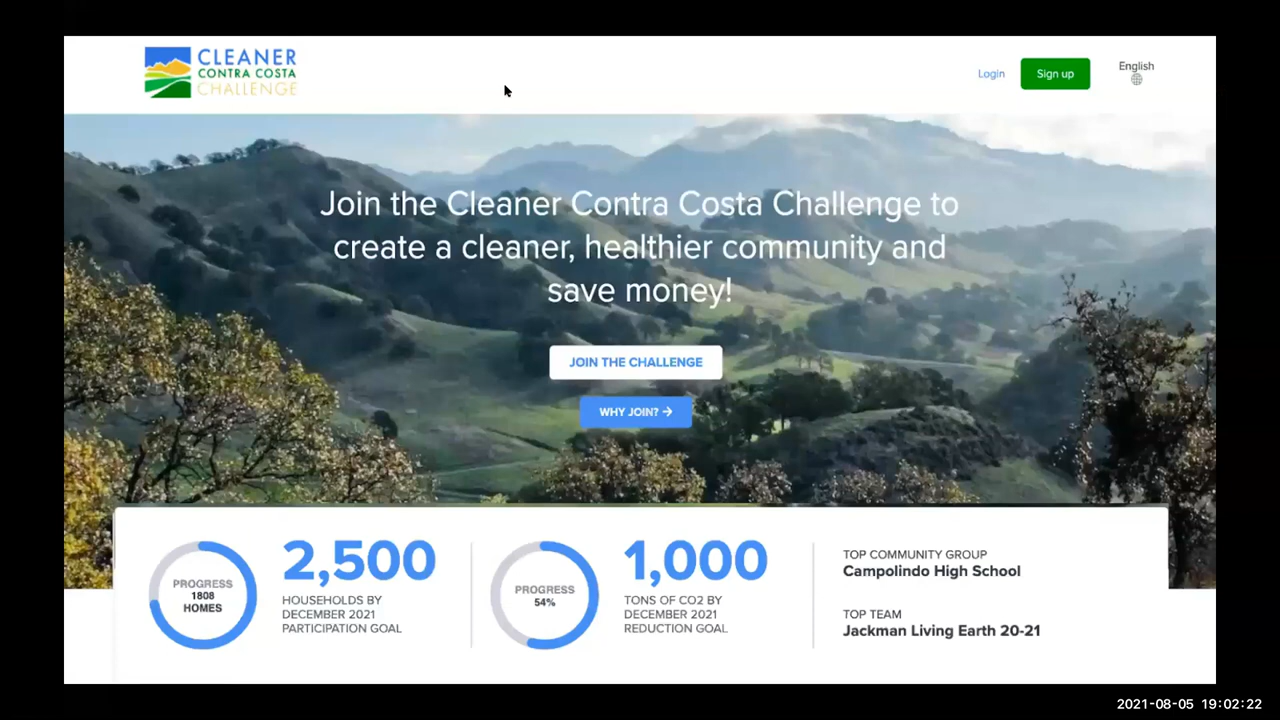 CLEANER
CONTRA COSTA
CHALLENGE
Login
Sign up
English
Join the Cleaner Contra Costa Challenge to
create a cleaner, healthier community and
save money!
JOIN THE CHALLENGE
WHY JOIN? →
PROGRESS
1808
HOMES
2,500
HOUSEHOLDS BY
DECEMBER 2021
PARTICIPATION GOAL
PROGRESS
54%
1,000
TONS OF CO2 BY
DECEMBER 2021
REDUCTION GOAL
TOP COMMUNITY GROUP
Campolindo High School
TOP TEAM
Jackman Living Earth 20-21
2021-08-05 19:02:22